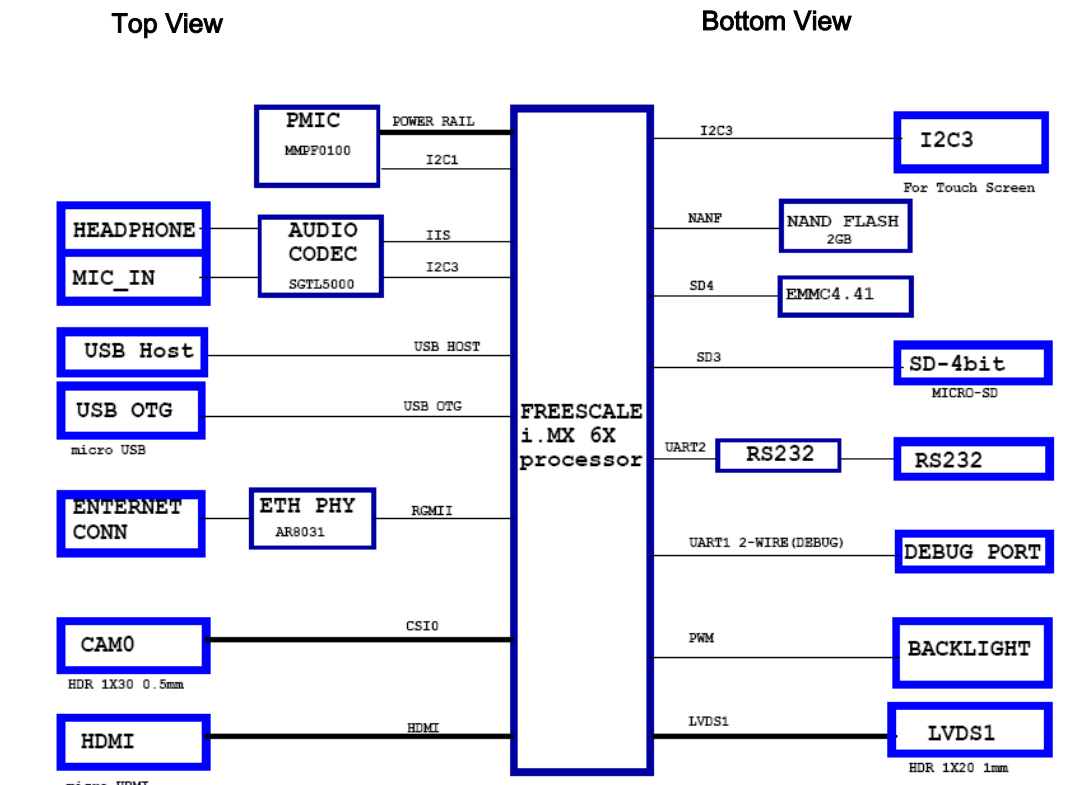 Top View
Bottom View
PMIC
MMPF0100
POWER RAIL
I2C1
HEADPHONE
MIC_IN
AUDIO
CODEC
SGTL5000
IIS
I2C3
USB Host
USB HOST
USB OTG
micro USB
USB OTG
ENTERNET
CONN
ETH PHY
AR8031
RGMII
CAM0
HDR 1X30 0.5mm
CSI0
HDMI
micro HDMI
HDMI
FREESCALE
i.MX 6X
processor
I2C3
I2C3
For Touch Screen
NANF
NAND FLASH
2GB
SD4
EMMC4.41
SD3
SD-4bit
MICRO-SD
UART2
RS232
RS232
UART1 2-WIRE(DEBUG)
DEBUG PORT
PWM
BACKLIGHT
LVDS1
LVDS1
HDR 1X20 1mm